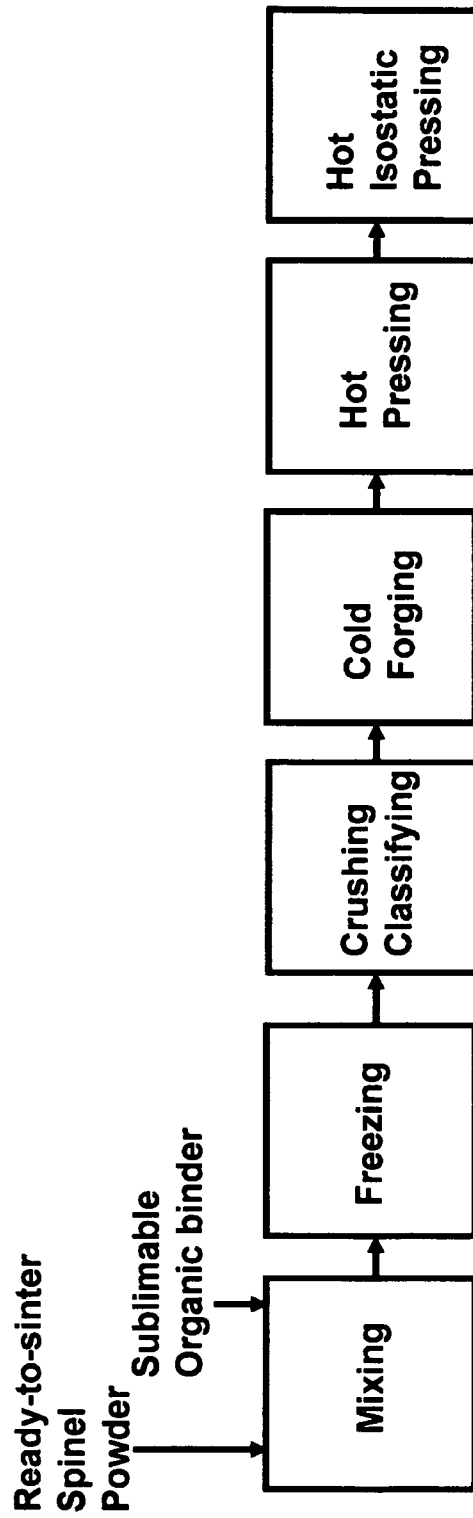 Ready-to-sinter
Spinel
Powder
Sublimable
Organic binder
Mixing
Freezing
Crushing
Classifying
Cold
Forging
Hot
Pressing
Hot
Isostatic
Pressing